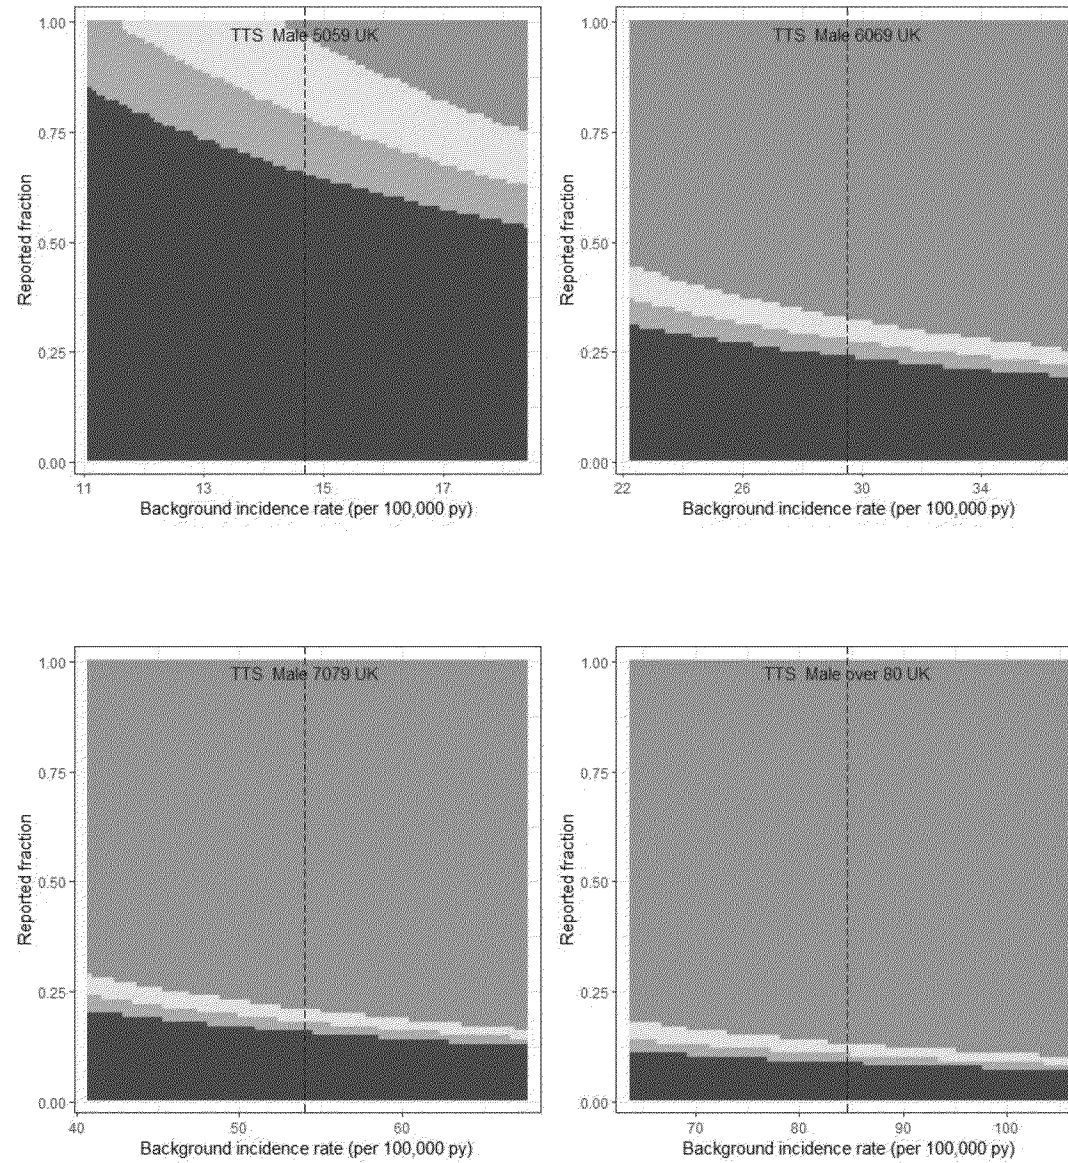 TTS Male 5059 UK
1.00
0.75
0.50
0.25
0.00
Reported fraction
11 13 15 17
Background incidence rate (per 100,000 py)
TTS Male 6069 UK
1.00
0.75
0.50
0.25
0.00
Reported fraction
22 26 30 34
Background incidence rate (per 100,000 py)
TTS Male 7079 UK
1.00
0.75
0.50
0.25
0.00
Reported fraction
40 50 60
Background incidence rate (per 100,000 py)
TTS Male over 80 UK
1.00
0.75
0.50
0.25
0.00
Reported fraction
70 80 90 100
Background incidence rate (per 100,000 py)